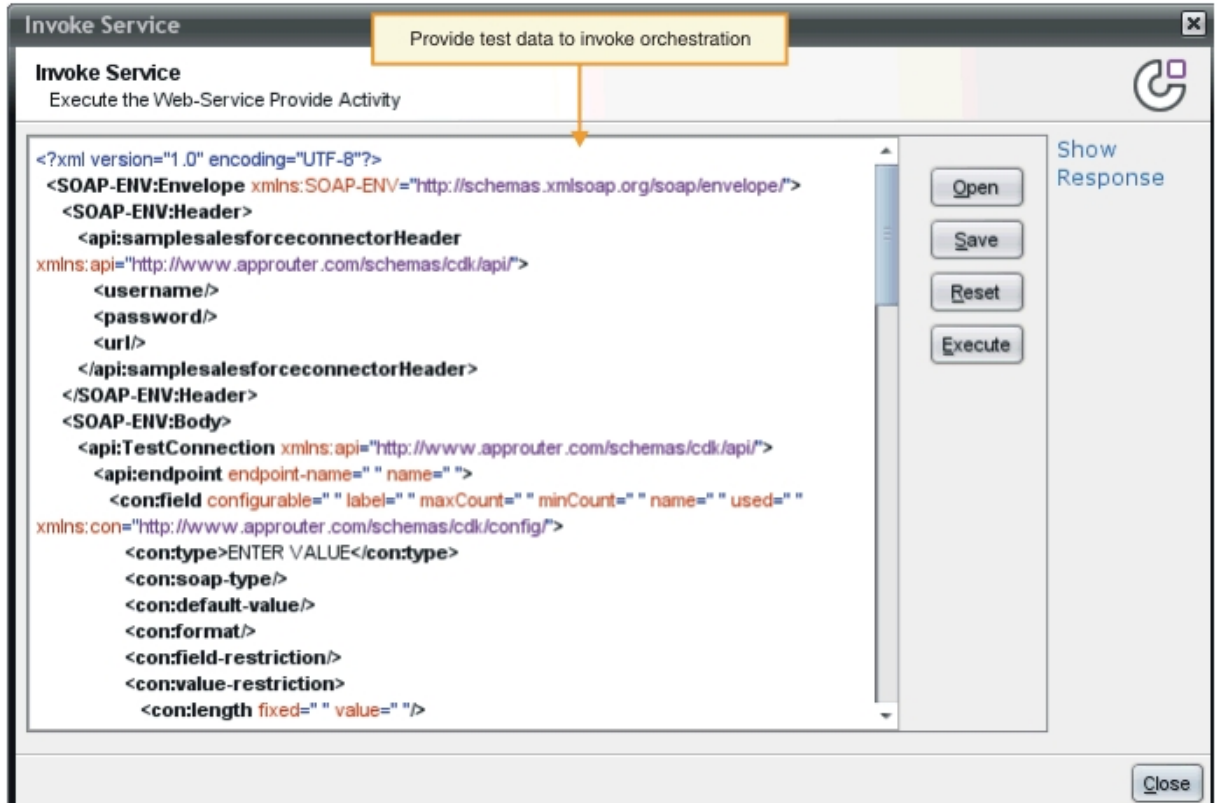 Invoke Service
Provide test data to invoke orchestration
Invoke Service
Execute the Web-Service Provide Activity
<?xml version="1.0" encoding="UTF-8"?>
<SOAP-ENV:Envelope xmlns:SOAP-ENV="http://schemas.xmlsoap.org/soap/envelope/">
<SOAP-ENV:Header>
<api:samplesalesforceconnectorHeader
xmlns:api="http://www.approuter.com/schemas/cdk/api/">
<username/>
<password/>
<url/>
</api:samplesalesforceconnectorHeader>
</SOAP-ENV:Header>
<SOAP-ENV:Body>
<api:TestConnection xmlns:api="http://www.approuter.com/schemas/cdk/api/">
<api:endpoint endpoint-name=" " name=" ">
<con:field configurable=" " label=" " maxCount=" " minCount=" " name=" " used=" "
xmlns:con="http://www.approuter.com/schemas/cdk/config/">
<con:type>ENTER VALUE</con:type>
<con:soap-type/>
<con:default-value/>
<con:format/>
<con:field-restriction/>
<con:value-restriction>
<con:length fixed=" " value=" "/>
Open
Save
Reset
Execute
Show
Response
Close